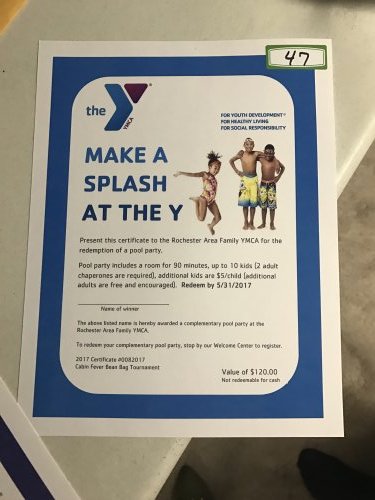 47
the
YMCA
FOR YOUTH DEVELOPMENT®
FOR HEALTHY LIVING
FOR SOCIAL RESPONSIBILITY
MAKE A
SPLASH
AT THE Y
Present this certificate to the Rochester Area Family YMCA for the
redemption of a pool party.
Pool party includes a room for 90 minutes, up to 10 kids (2 adult
chaperones are required), additional kids are $5/child (additional
adults are free and encouraged). Redeem by 5/31/2017
Name of winner
The above listed name is hereby awarded a complementary pool party at the
Rochester Area Family YMCA.
To redeem your complementary pool party, stop by our Welcome Center to register.
2017 Certificate #0082017
Cabin Fever Bean Bag Tournament
Value of $120.00
Not redeemable for cash